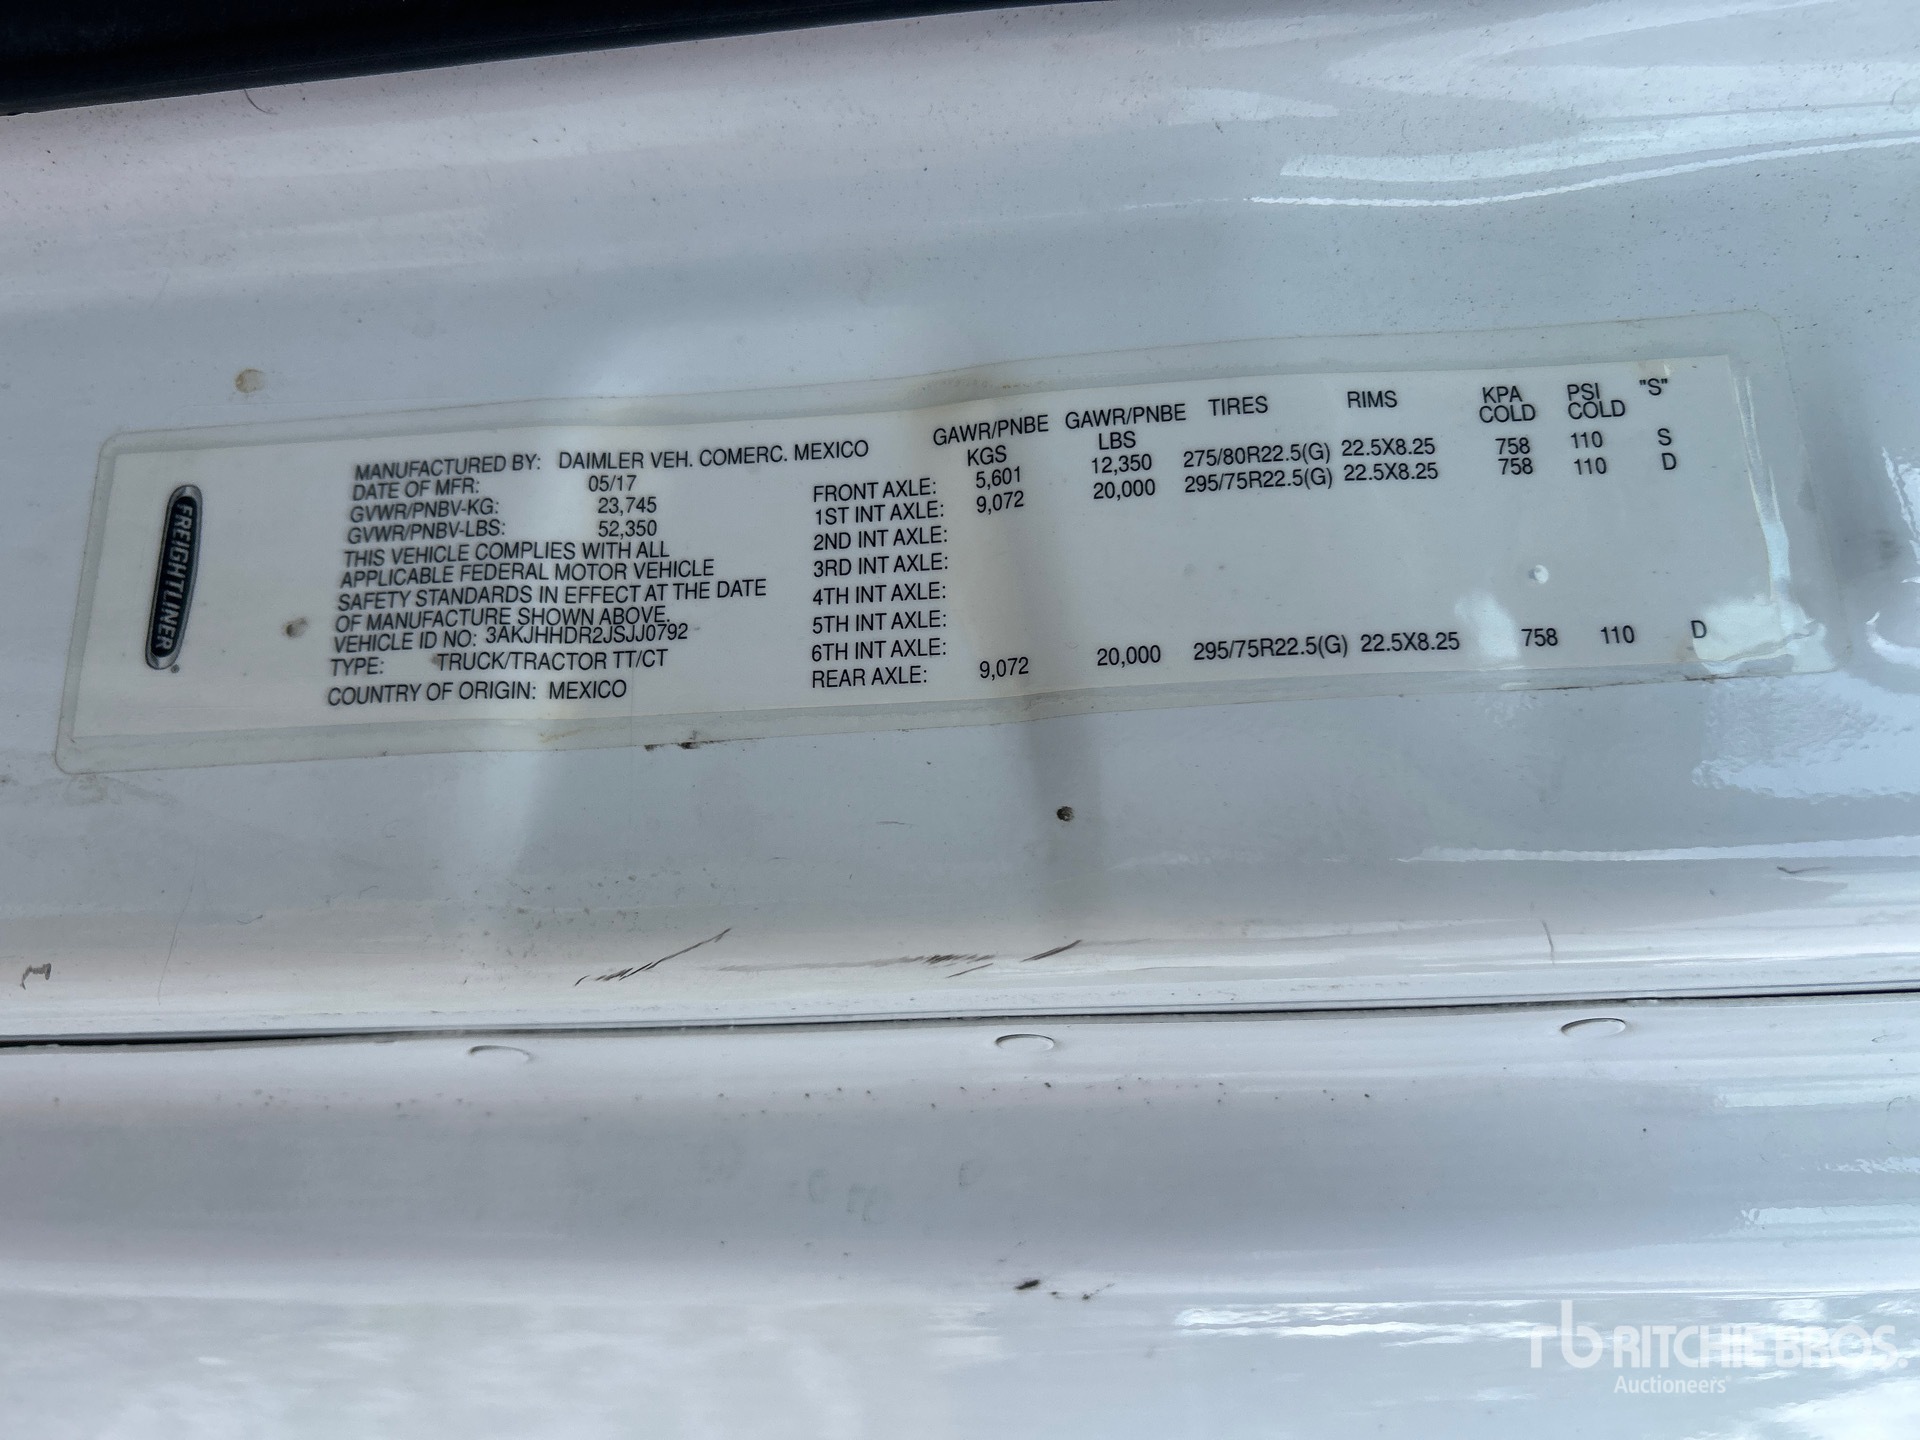 FREIGHTLINER®
MANUFACTURED BY: DAIMLER VEH. COMERC. MEXICO
DATE OF MFR: 05/17
GVWR/PNBV-KG: 23,745
GVWR/PNBV-LBS: 52,350
THIS VEHICLE COMPLIES WITH ALL
APPLICABLE FEDERAL MOTOR VEHICLE
SAFETY STANDARDS IN EFFECT AT THE DATE
OF MANUFACTURE SHOWN ABOVE.
VEHICLE ID NO: 3AKJHHDR2JSJJ0792
TYPE: TRUCK/TRACTOR TT/CT
COUNTRY OF ORIGIN: MEXICO
GAWR/PNBE KGS GAWR/PNBE LBS TIRES RIMS KPA COLD PSI COLD "S"
FRONT AXLE: 5,601 12,350 275/80R22.5(G) 22.5X8.25 758 110 S
1ST INT AXLE: 9,072 20,000 295/75R22.5(G) 22.5X8.25 758 110 D
2ND INT AXLE:
3RD INT AXLE:
4TH INT AXLE:
5TH INT AXLE:
6TH INT AXLE:
REAR AXLE: 9,072 20,000 295/75R22.5(G) 22.5X8.25 758 110 D
rb RITCHIE BROS.
Auctioneers